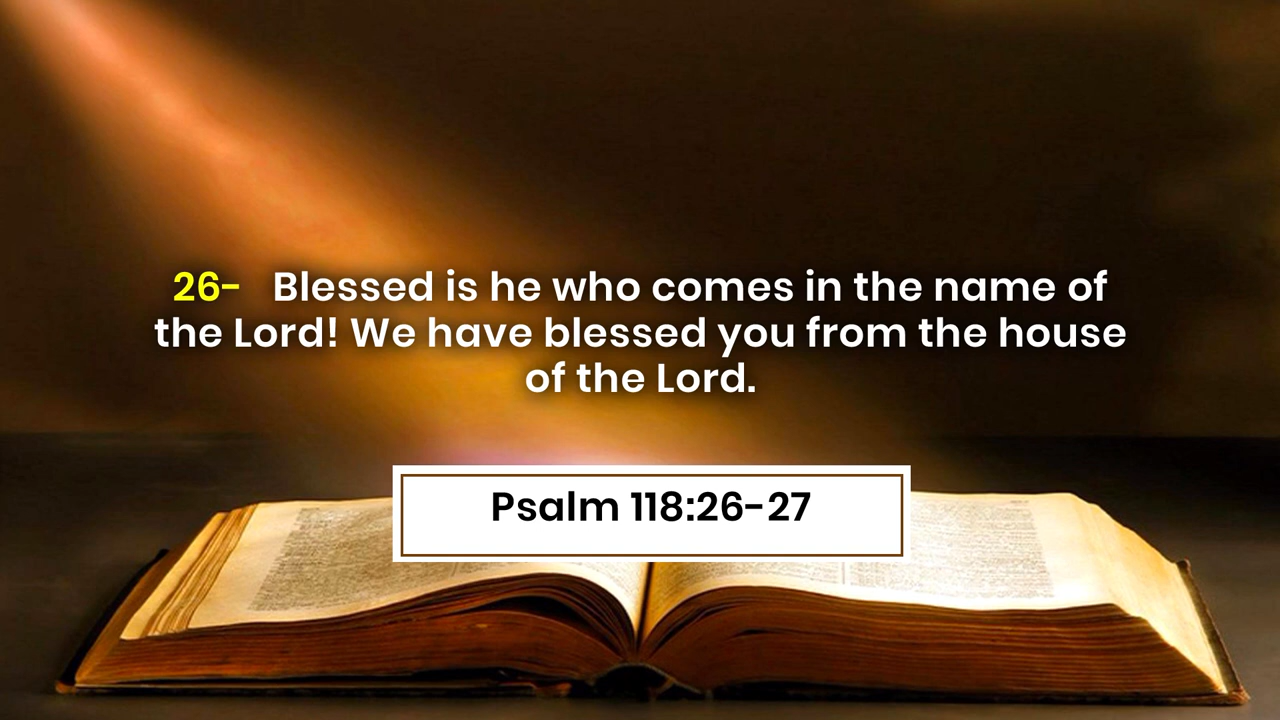 26- Blessed is he who comes in the name of
the Lord! We have blessed you from the house
of the Lord.
Psalm 118:26-27